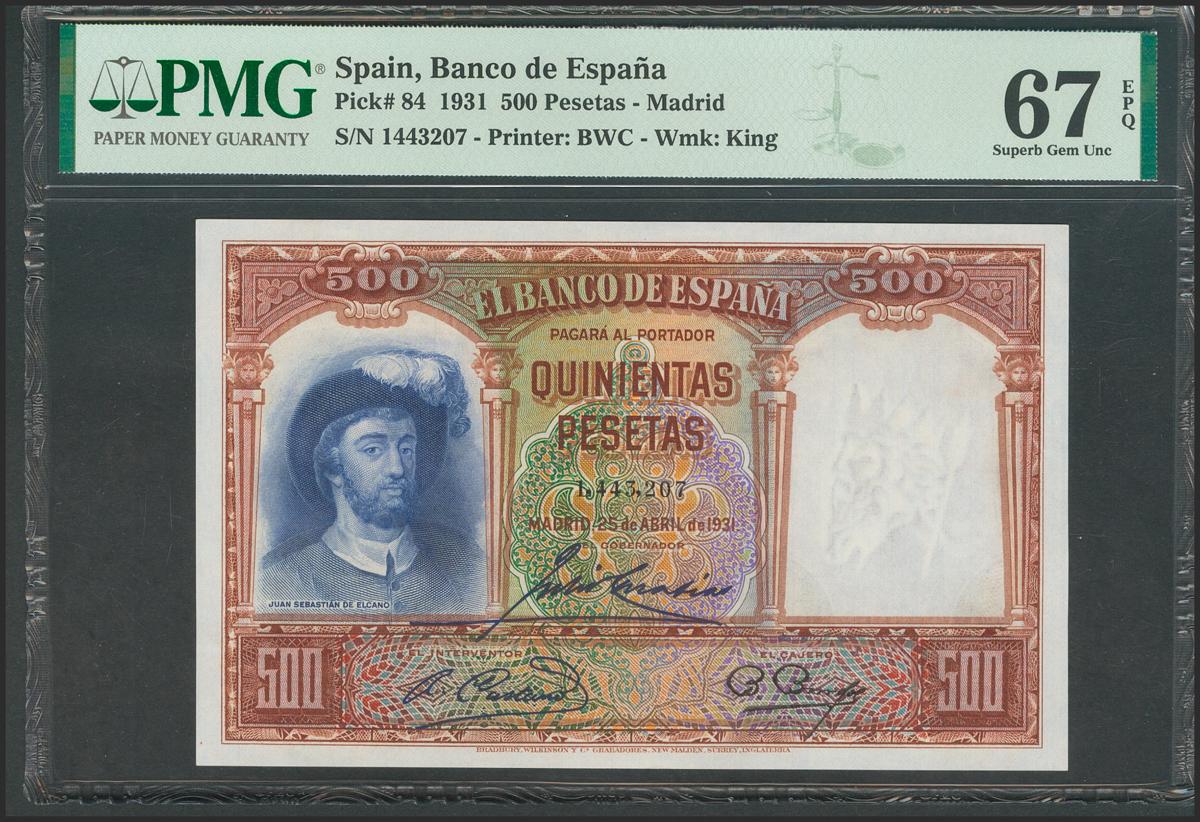 PMG®
PAPER MONEY GUARANTY
Spain, Banco de España
Pick# 84 1931 500 Pesetas - Madrid
S/N 1443207 - Printer: BWC - Wmk: King
67
EPQ
Superb Gem Unc
500
500
EL BANCO DE ESPAÑA
PAGARÁ AL PORTADOR
QUINIENTAS
PESETAS
1,443,207
MADRID 25 de ABRIL de 1931
GOBERNADOR
JUAN SEBASTIÁN DE ELCANO
EL INTERVENTOR
EL CAJERO
500
500
BRADBURY, WILKINSON Y Cª GRABADORES, NEW MALDEN, SURREY, INGLATERRA